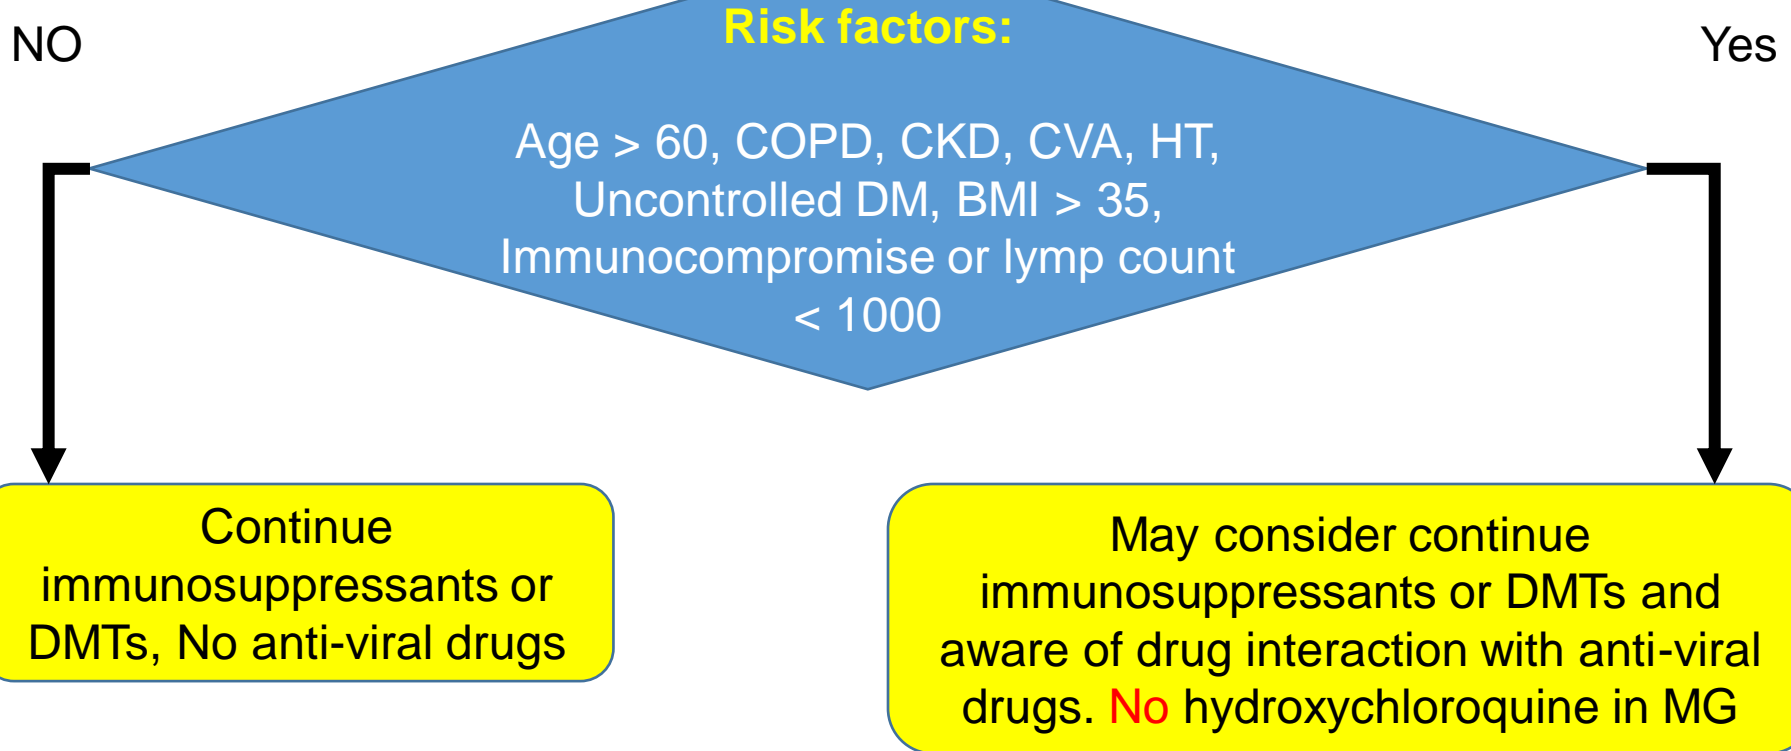 Risk factors:
NO
Yes
Age > 60, COPD, CKD, CVA, HT,
Uncontrolled DM, BMI > 35,
Immunocompromise or lymp count
< 1000
Continue
immunosuppressants or
DMTs, No anti-viral drugs
May consider continue
immunosuppressants or DMTs and
aware of drug interaction with anti-viral
drugs. No hydroxychloroquine in MG